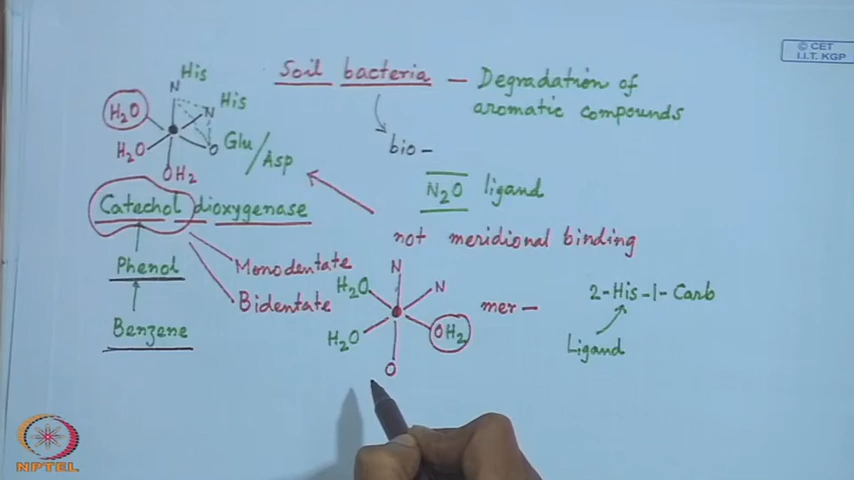 © CET
I.I.T. KGP
Soil bacteria – Degradation of
aromatic compounds
bio –
N2O ligand
not meridional binding
His
N
His
N
H2O
H2O
O
Glu/Asp
OH2
Catechol dioxygenase
Phenol
Benzene
Monodentate
Bidentate
N
H2O
N
H2O
OH2
O
mer –
2-His-1-Carb
Ligand
NPTEL